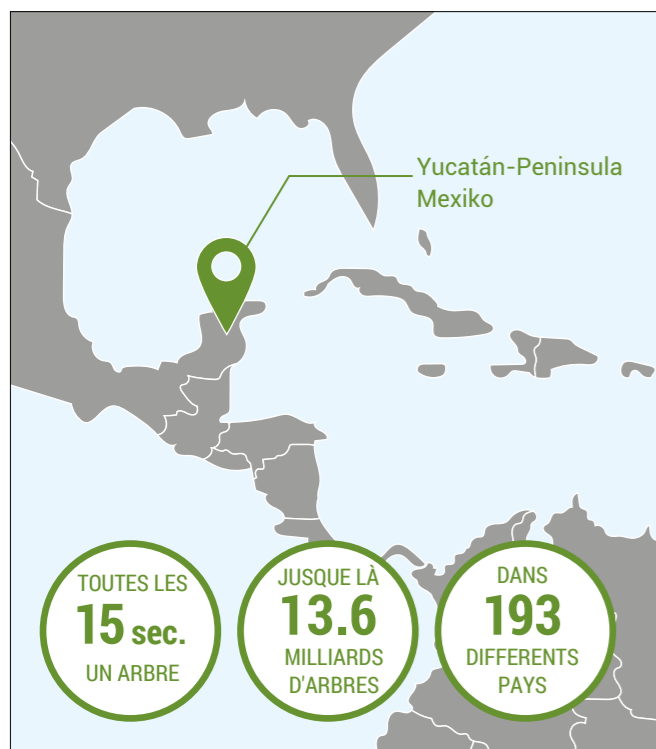 Yucatán-Peninsula
Mexiko
TOUTES LES
15 sec.
UN ARBRE
JUSQUE LÀ
13.6
MILLIARDS
D'ARBRES
DANS
193
DIFFERENTS
PAYS